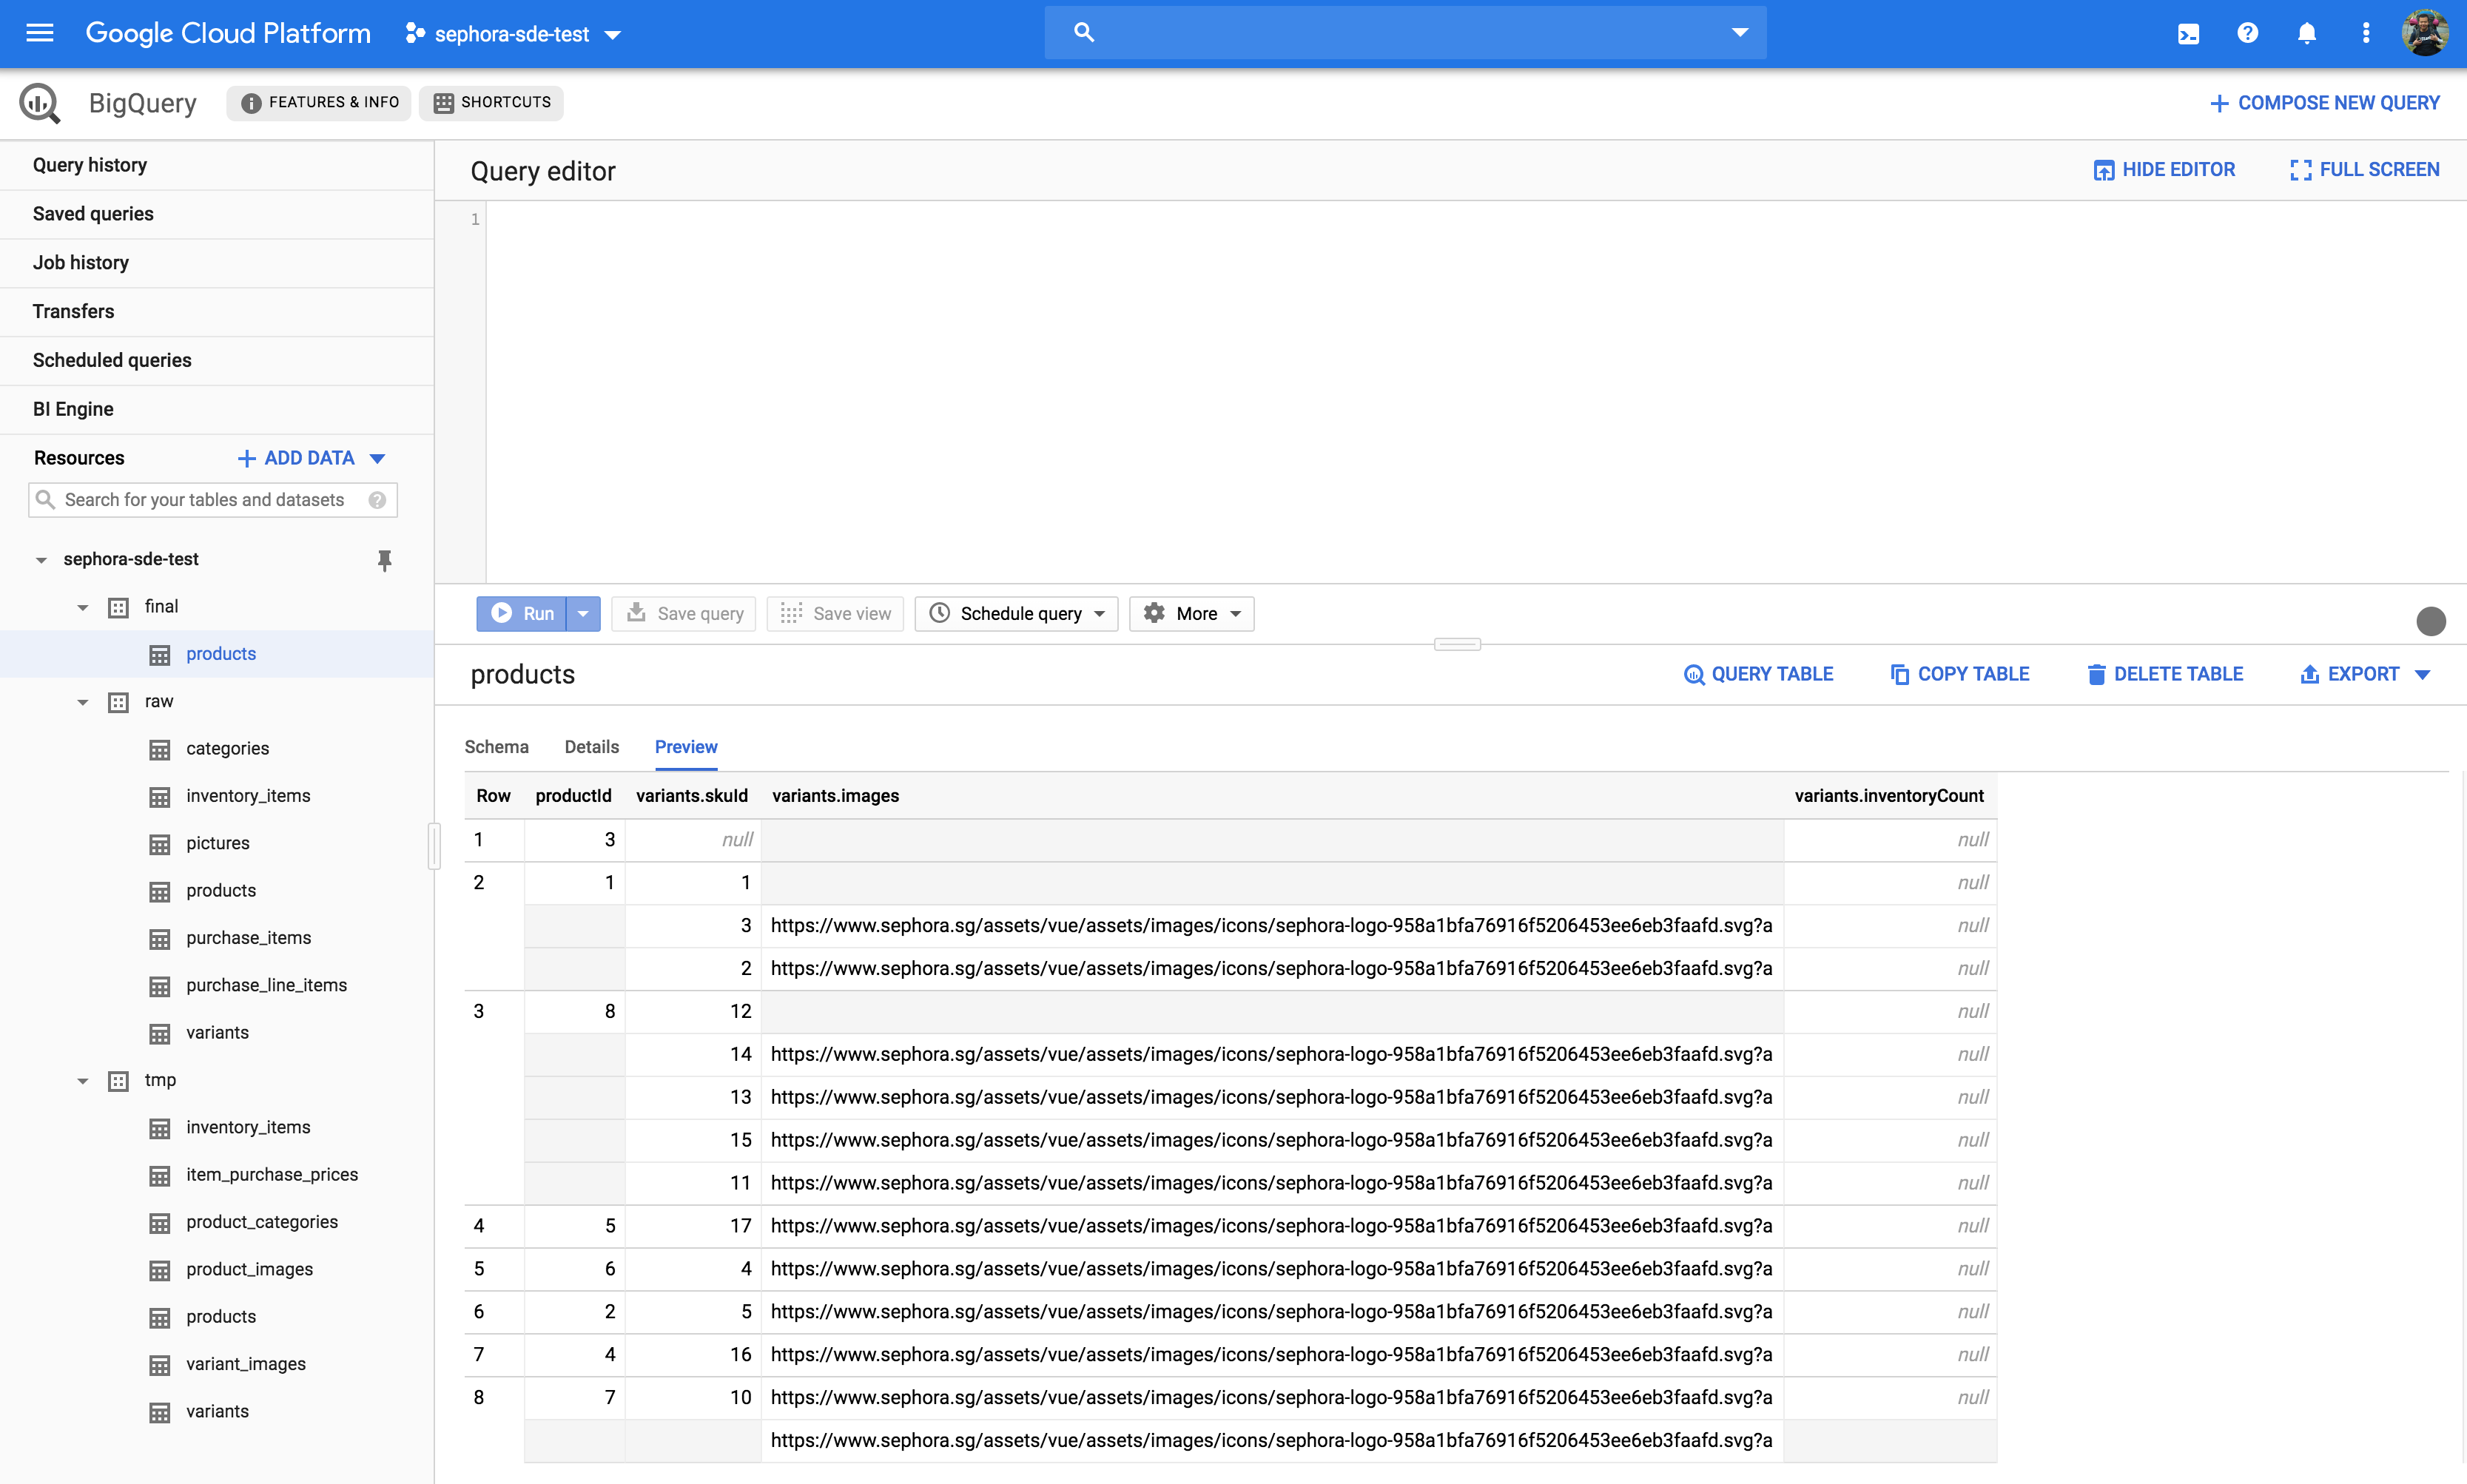 Google Cloud Platform sephora-sde-test
BigQuery FEATURES & INFO SHORTCUTS COMPOSE NEW QUERY
Query history
Saved queries
Job history
Transfers
Scheduled queries
BI Engine
Resources ADD DATA
Search for your tables and datasets
sephora-sde-test
final
products
raw
categories
inventory_items
pictures
products
purchase_items
purchase_line_items
variants
tmp
inventory_items
item_purchase_prices
product_categories
product_images
products
variant_images
variants
Query editor HIDE EDITOR FULL SCREEN
1
Run Save query Save view Schedule query More
products QUERY TABLE COPY TABLE DELETE TABLE EXPORT
Schema Details Preview
Row productId variants.skuId variants.images variants.inventoryCount
1 3 null null
2 1 1 null
3 https://www.sephora.sg/assets/vue/assets/images/icons/sephora-logo-958a1bfa76916f5206453ee6eb3faafd.svg?a null
2 https://www.sephora.sg/assets/vue/assets/images/icons/sephora-logo-958a1bfa76916f5206453ee6eb3faafd.svg?a null
3 8 12 null
14 https://www.sephora.sg/assets/vue/assets/images/icons/sephora-logo-958a1bfa76916f5206453ee6eb3faafd.svg?a null
13 https://www.sephora.sg/assets/vue/assets/images/icons/sephora-logo-958a1bfa76916f5206453ee6eb3faafd.svg?a null
15 https://www.sephora.sg/assets/vue/assets/images/icons/sephora-logo-958a1bfa76916f5206453ee6eb3faafd.svg?a null
11 https://www.sephora.sg/assets/vue/assets/images/icons/sephora-logo-958a1bfa76916f5206453ee6eb3faafd.svg?a null
4 5 17 https://www.sephora.sg/assets/vue/assets/images/icons/sephora-logo-958a1bfa76916f5206453ee6eb3faafd.svg?a null
5 6 4 https://www.sephora.sg/assets/vue/assets/images/icons/sephora-logo-958a1bfa76916f5206453ee6eb3faafd.svg?a null
6 2 5 https://www.sephora.sg/assets/vue/assets/images/icons/sephora-logo-958a1bfa76916f5206453ee6eb3faafd.svg?a null
7 4 16 https://www.sephora.sg/assets/vue/assets/images/icons/sephora-logo-958a1bfa76916f5206453ee6eb3faafd.svg?a null
8 7 10 https://www.sephora.sg/assets/vue/assets/images/icons/sephora-logo-958a1bfa76916f5206453ee6eb3faafd.svg?a null
https://www.sephora.sg/assets/vue/assets/images/icons/sephora-logo-958a1bfa76916f5206453ee6eb3faafd.svg?a